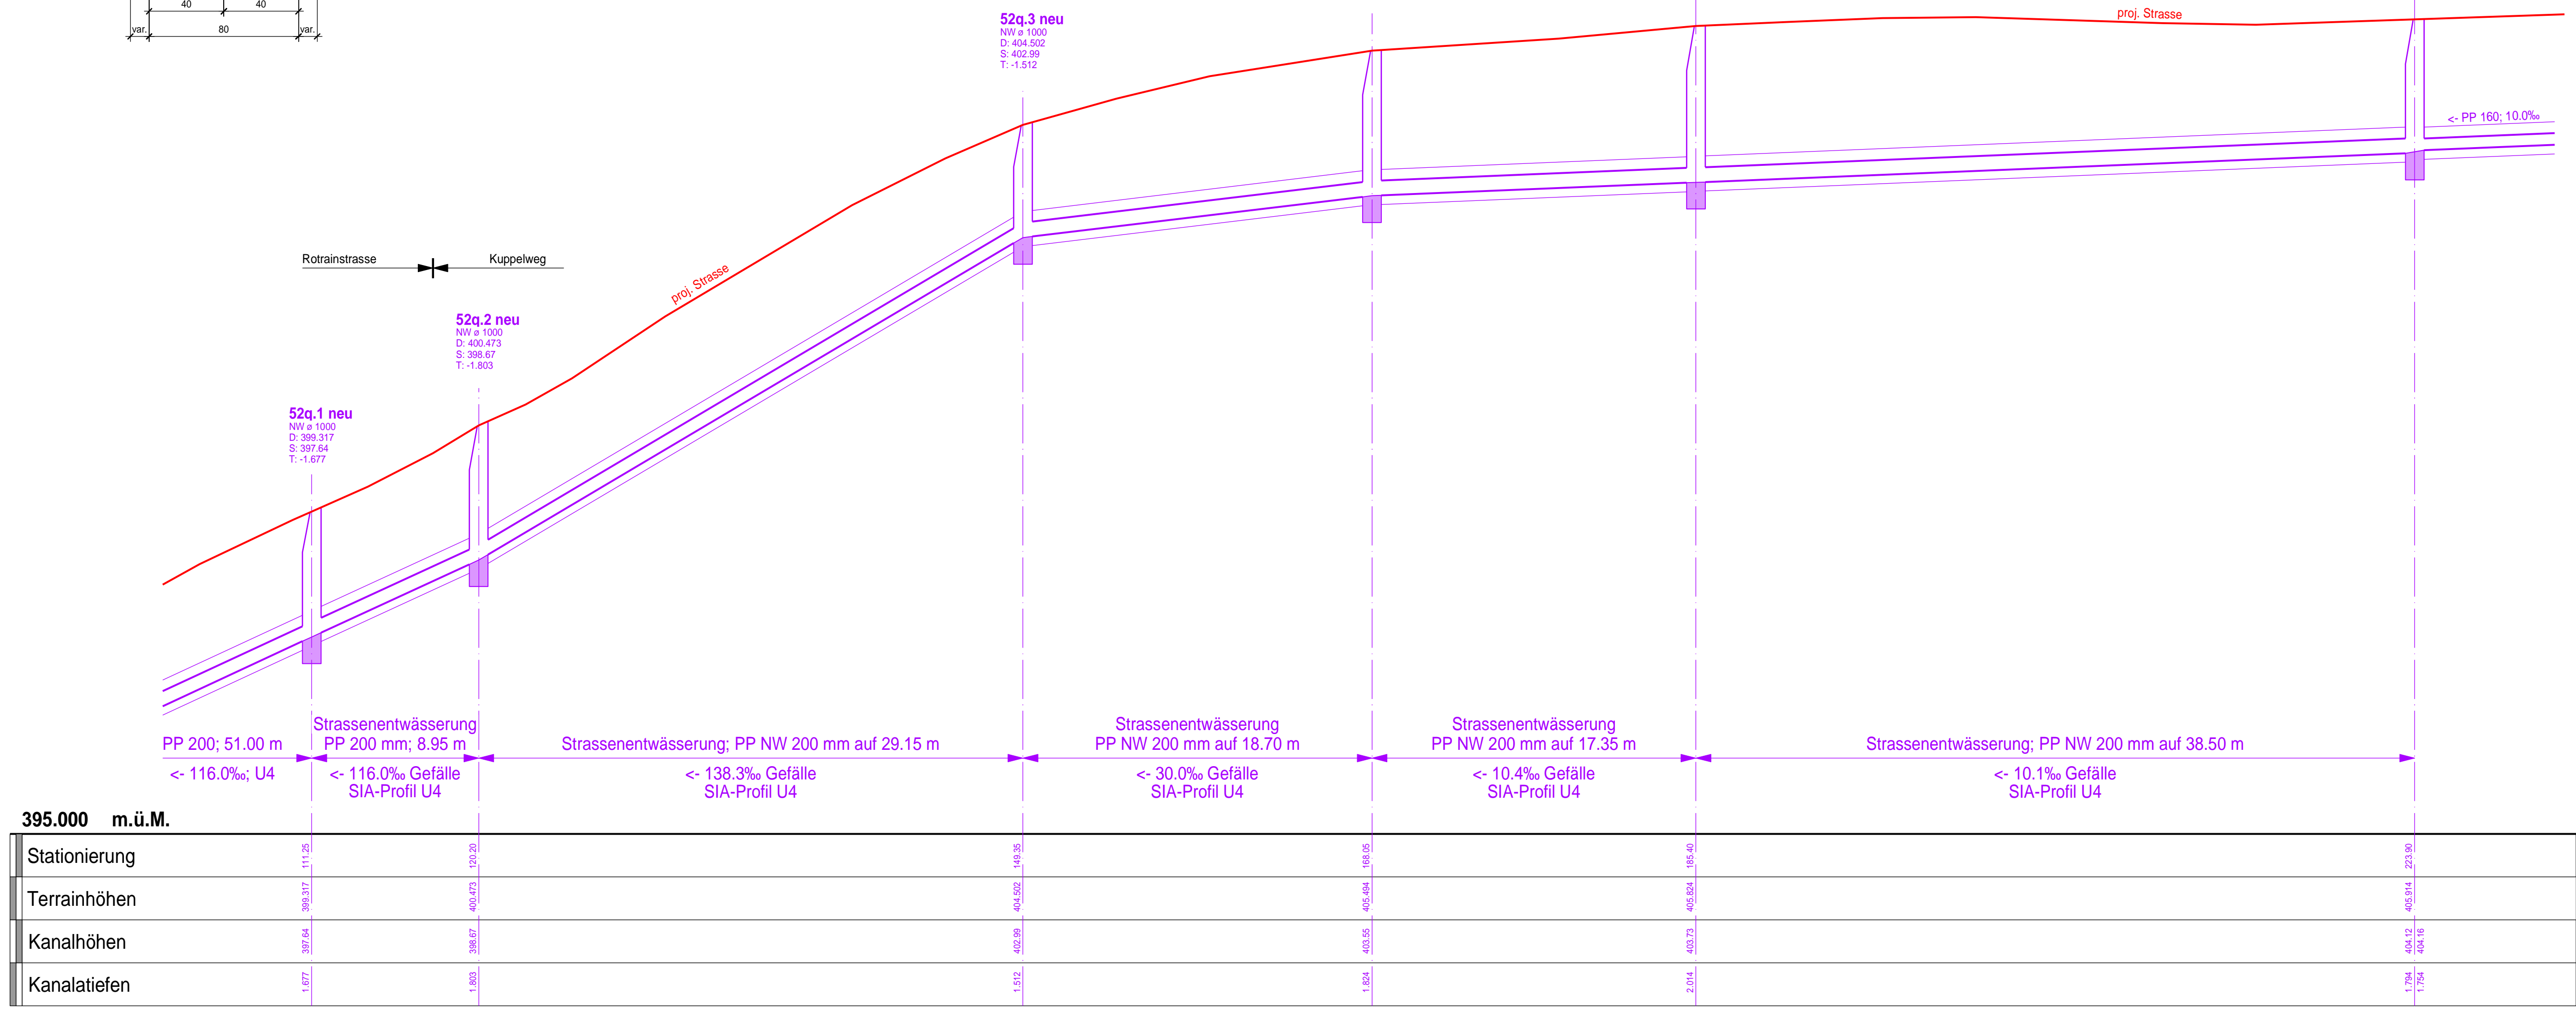 40 40
var. 80 var.
52q.3 neu
NW ø 1000
D: 404.502
S: 402.99
T: -1.512
proj. Strasse
<- PP 160; 10.0‰
Rotrainstrasse Kuppelweg
proj. Strasse
52q.2 neu
NW ø 1000
D: 400.473
S: 398.67
T: -1.803
52q.1 neu
NW ø 1000
D: 399.317
S: 397.64
T: -1.677
PP 200; 51.00 m
<- 116.0‰; U4
Strassenentwässerung
PP 200 mm; 8.95 m
<- 116.0‰ Gefälle
SIA-Profil U4
Strassenentwässerung; PP NW 200 mm auf 29.15 m
<- 138.3‰ Gefälle
SIA-Profil U4
Strassenentwässerung
PP NW 200 mm auf 18.70 m
<- 30.0‰ Gefälle
SIA-Profil U4
Strassenentwässerung
PP NW 200 mm auf 17.35 m
<- 10.4‰ Gefälle
SIA-Profil U4
Strassenentwässerung; PP NW 200 mm auf 38.50 m
<- 10.1‰ Gefälle
SIA-Profil U4
395.000 m.ü.M.
Stationierung 111.25 120.20 149.35 168.05 185.40 223.90
Terrainhöhen 399.317 400.473 404.502 405.494 405.824 405.914
Kanalhöhen 397.64 398.67 402.99 403.55 403.73 404.12 404.16
Kanalatiefen 1.677 1.803 1.512 1.824 2.014 1.794 1.754